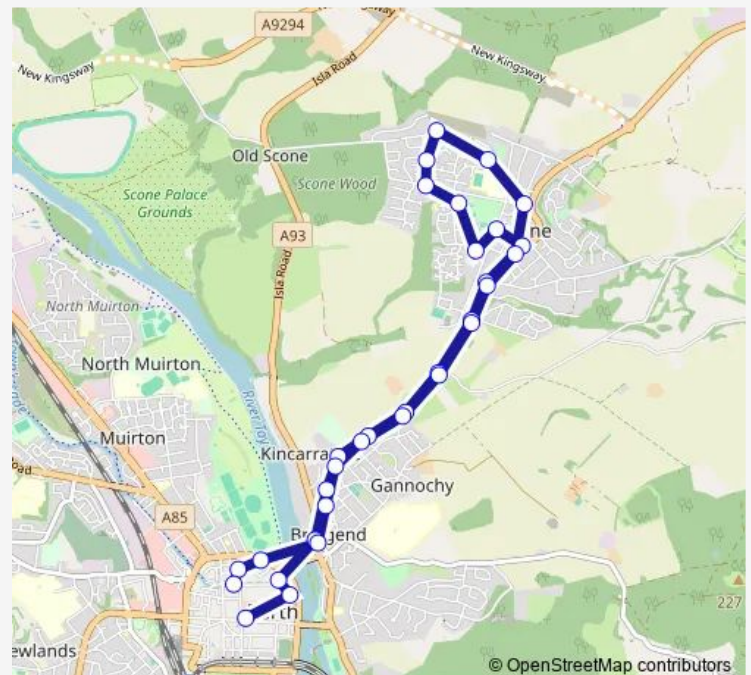 A9294
New Kingsway
New Kingsway
Isla Road
Old Scone
Scone Wood
Scone Palace
Grounds
ne
A93
Isla Road
North Muirton
North Muirton
River Tay
Muirton
Kincarra
Gannochy
A85
Bridgend
227
ewlands
© OpenStreetMap contributors